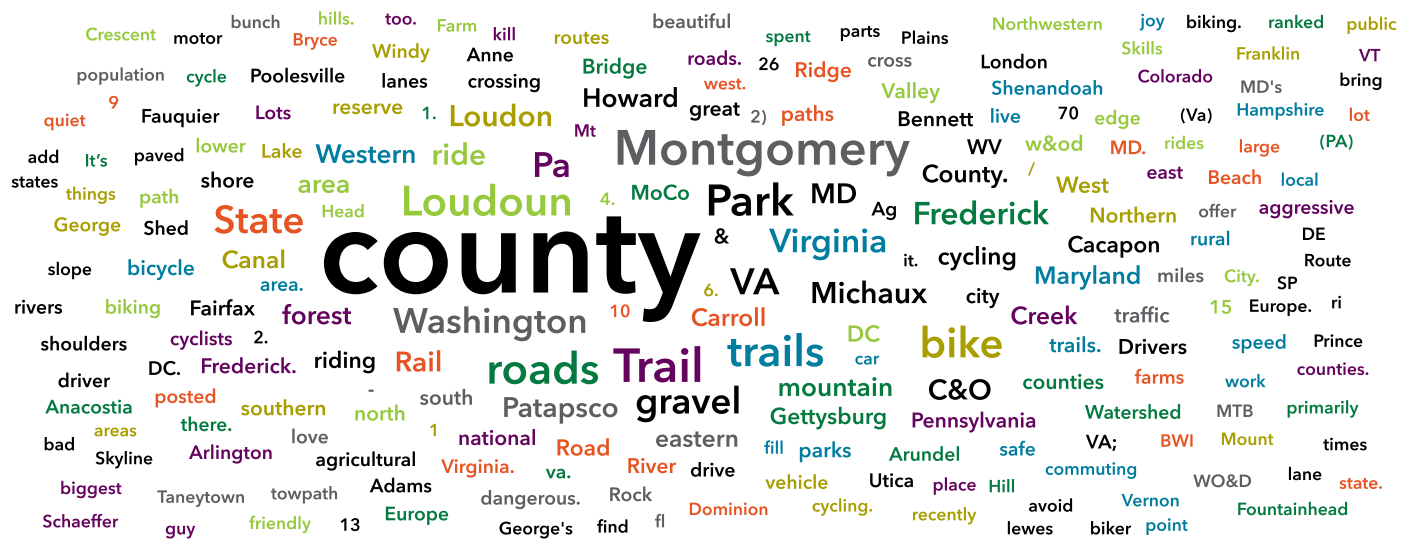 Crescent motor bunch hills. too. Farm kill routes beautiful spent parts Plains Northwestern joy biking. ranked public
Bryce Windy Anne London Skills Franklin VT
population cycle Poolesville lanes crossing Bridge roads. 26 Ridge cross Shenandoah Colorado MD's bring
9 west. Valley
quiet Fauquier Lots reserve 1. Loudon Howard great 2) paths Bennett live 70 edge (Va) Hampshire lot
Mt
add It's paved lower Lake Western ride Pa Montgomery WV w&od MD. rides large (PA)
states things path shore area County. / West east Beach local
Head Loudoun 4. MoCo Park MD Ag Frederick Northern offer aggressive
George Shed State
county & Virginia it. cycling Cacapon rural DE
slope bicycle Canal area. 6. VA Michaux city Maryland miles City. SP Route
rivers biking Fairfax forest Washington 10 Carroll Creek traffic 15 Europe. ri
shoulders cyclists 2. DC bike trails. Drivers speed Prince
DC. Frederick. riding Rail roads Trail trails car counties farms work counties.
driver posted - south mountain C&O
Anacostia there. southern north Patapsco gravel Gettysburg Pennsylvania Watershed MTB primarily
bad areas love 1 national Road eastern fill parks Arundel safe VA; BWI Mount times
Skyline Arlington agricultural Virginia. va. River drive commuting
biggest Taneytown towpath Adams dangerous. Rock vehicle Utica place Hill WO&D lane state.
Schaeffer guy friendly 13 Europe George's find fl Dominion cycling. recently avoid lewes biker Vernon point Fountainhead